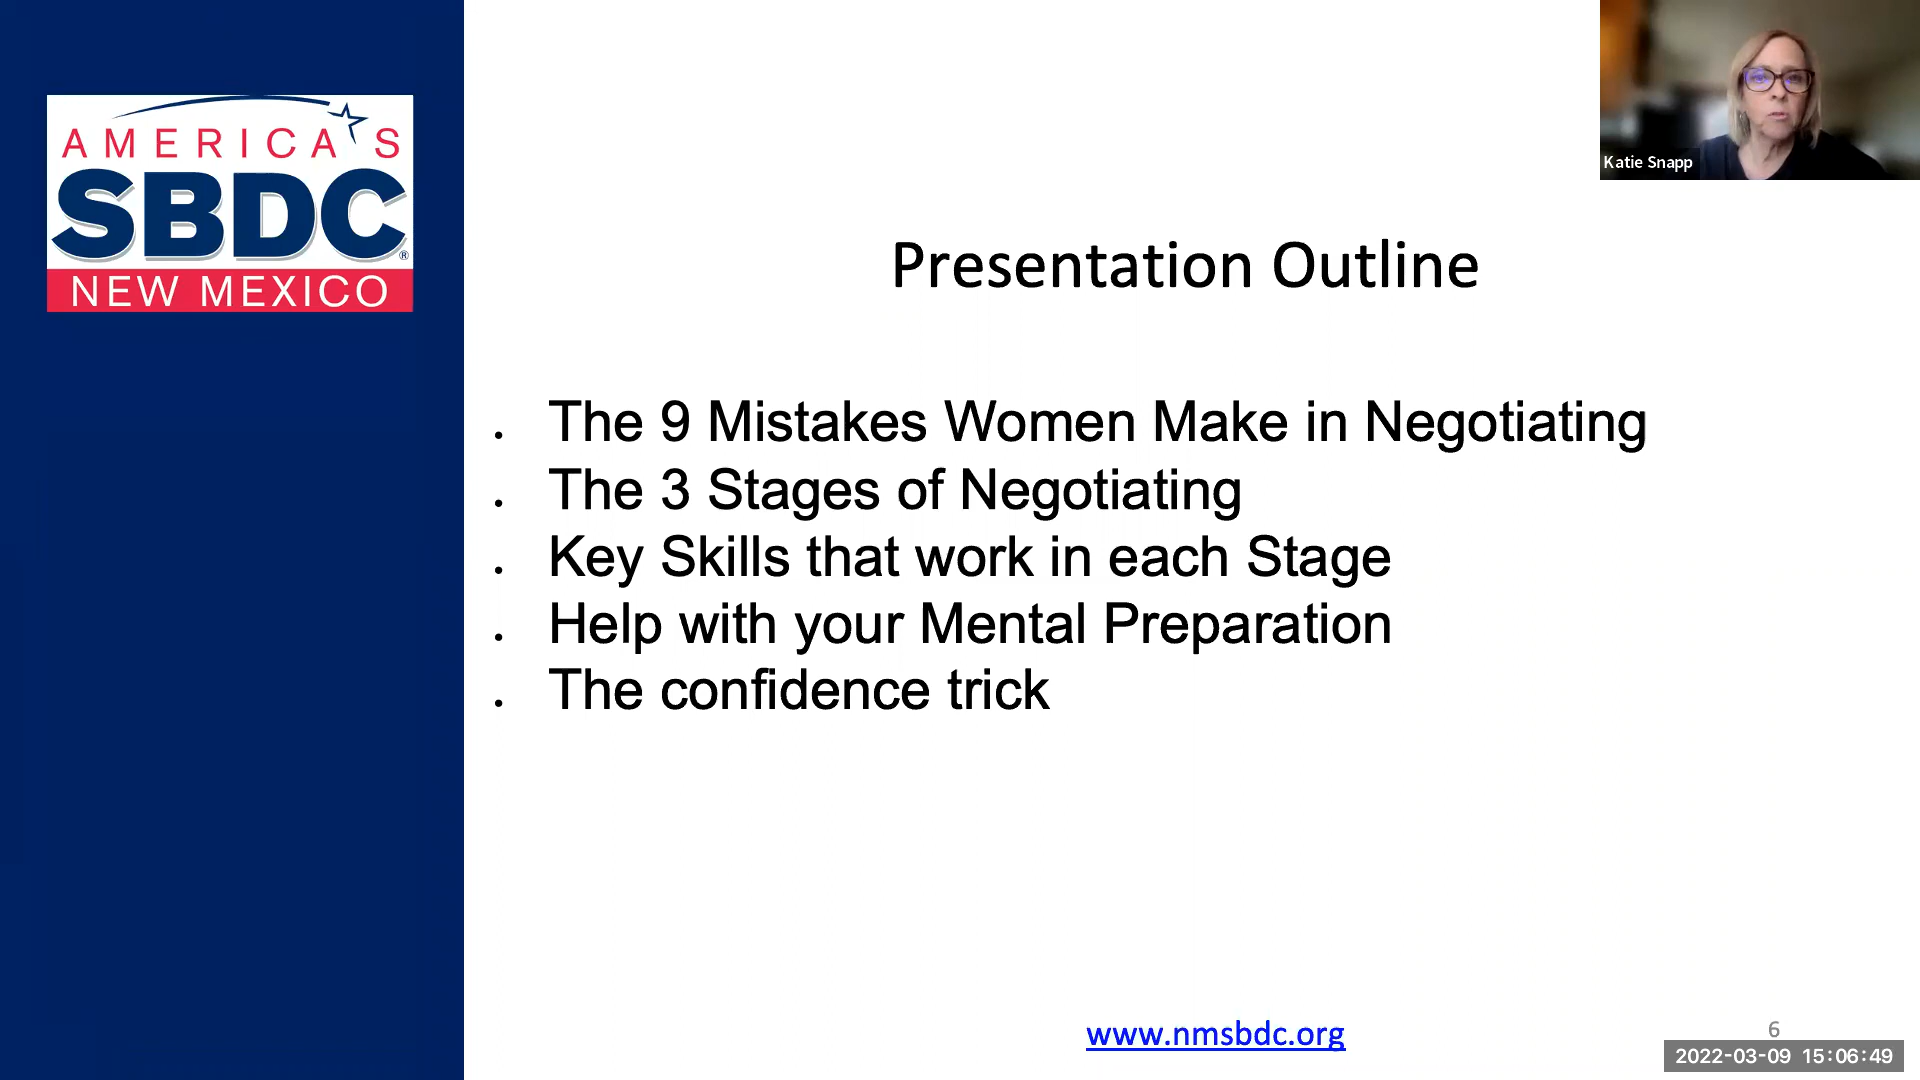 AMERICA'S
SBDC®
NEW MEXICO
Katie Snapp
Presentation Outline
• The 9 Mistakes Women Make in Negotiating
• The 3 Stages of Negotiating
• Key Skills that work in each Stage
• Help with your Mental Preparation
• The confidence trick
www.nmsbdc.org
6
2022-03-09 15:06:49